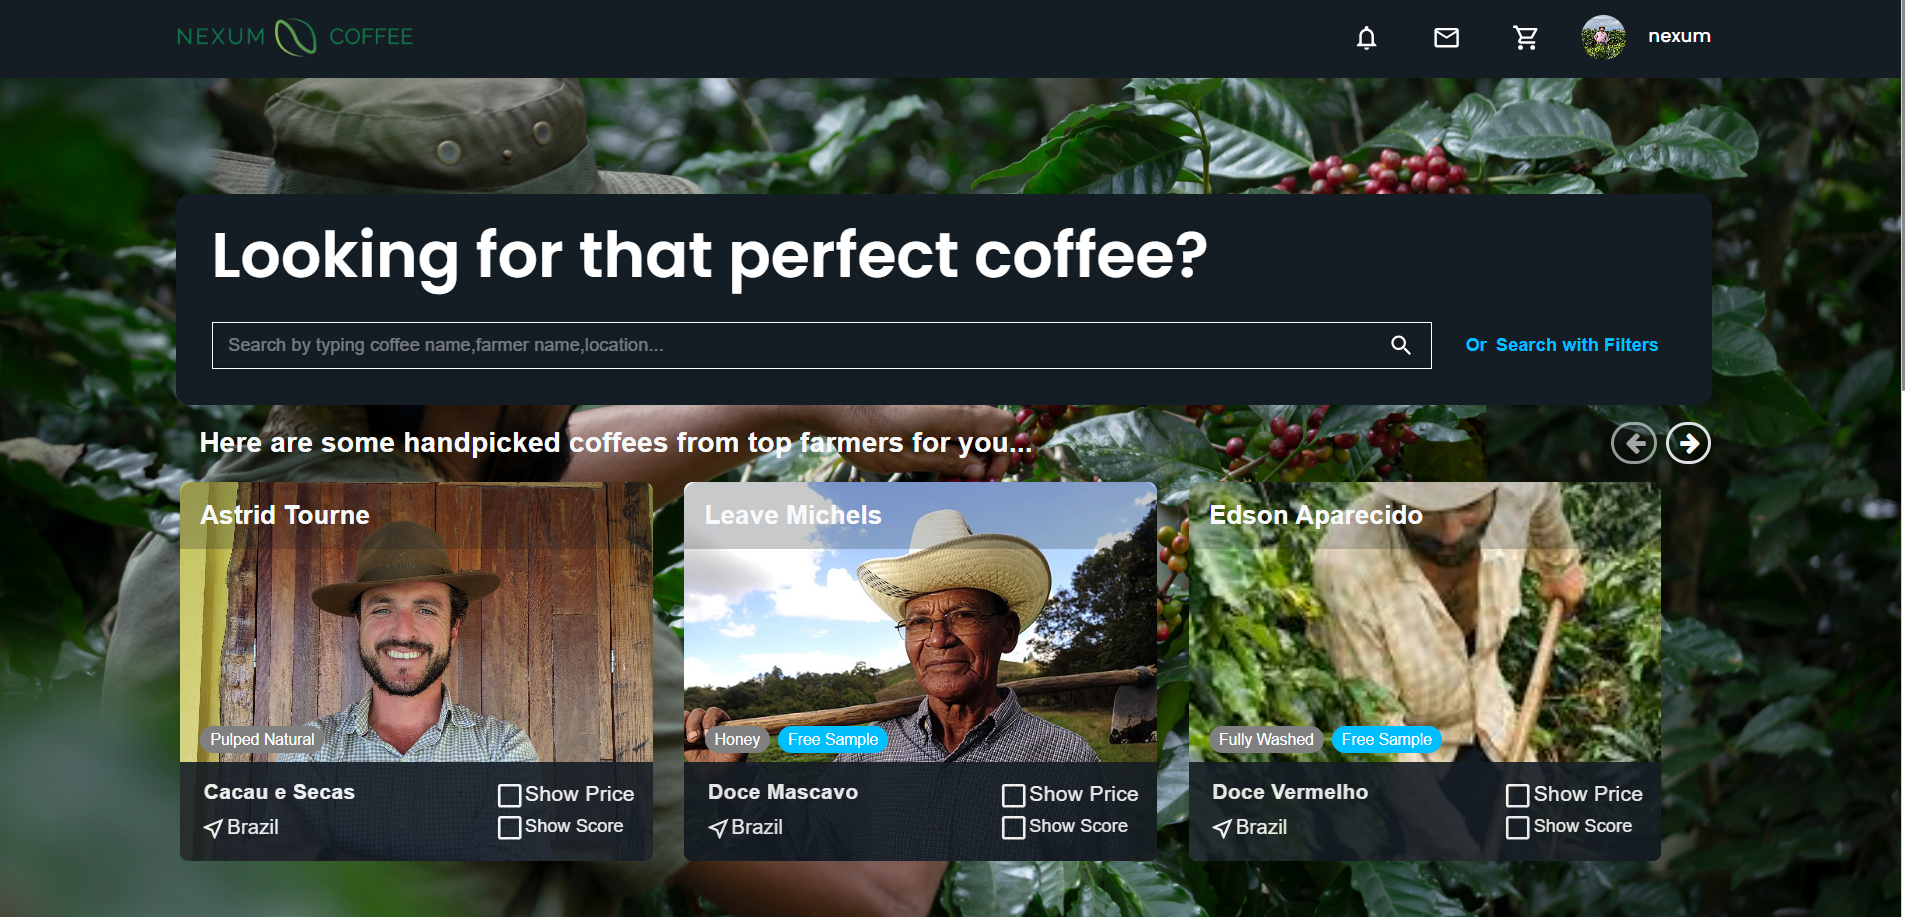 NEXUM COFFEE
nexum
Looking for that perfect coffee?
Search by typing coffee name,farmer name,location...
Or Search with Filters
Here are some handpicked coffees from top farmers for you...
Astrid Tourne
Pulped Natural
Cacau e Secas
Show Price
Brazil
Show Score
Leave Michels
Honey
Free Sample
Doce Mascavo
Show Price
Brazil
Show Score
Edson Aparecido
Fully Washed
Free Sample
Doce Vermelho
Show Price
Brazil
Show Score